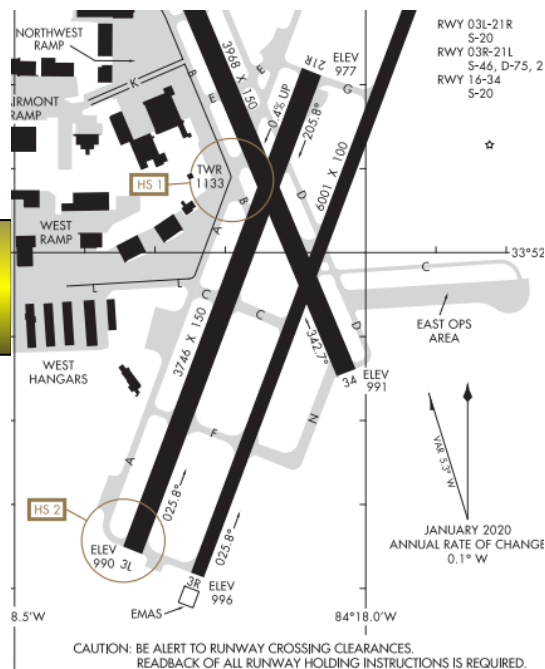 NORTHWEST
RAMP
K
B
AIRMONT
RAMP
3968 X 150
E
E
0.4% UP
21R
ELEV
977
G
205.8°
6001 X 100
RWY 03L-21R
S-20
RWY 03R-21L
S-46, D-75, 2
RWY 16-34
S-20
HS 1
TWR
1133
B
A
D
WEST
RAMP
L
L
33°52
C
C
C
EAST OPS
AREA
3746 X 150
342.7°
D
34
ELEV
991
WEST
HANGARS
F
N
A
VAR 5.3° W
025.8°
025.8°
HS 2
ELEV
990
3L
3R
ELEV
996
EMAS
JANUARY 2020
ANNUAL RATE OF CHANGE
0.1° W
8.5'W
84°18.0'W
CAUTION: BE ALERT TO RUNWAY CROSSING CLEARANCES.
READBACK OF ALL RUNWAY HOLDING INSTRUCTIONS IS REQUIRED.